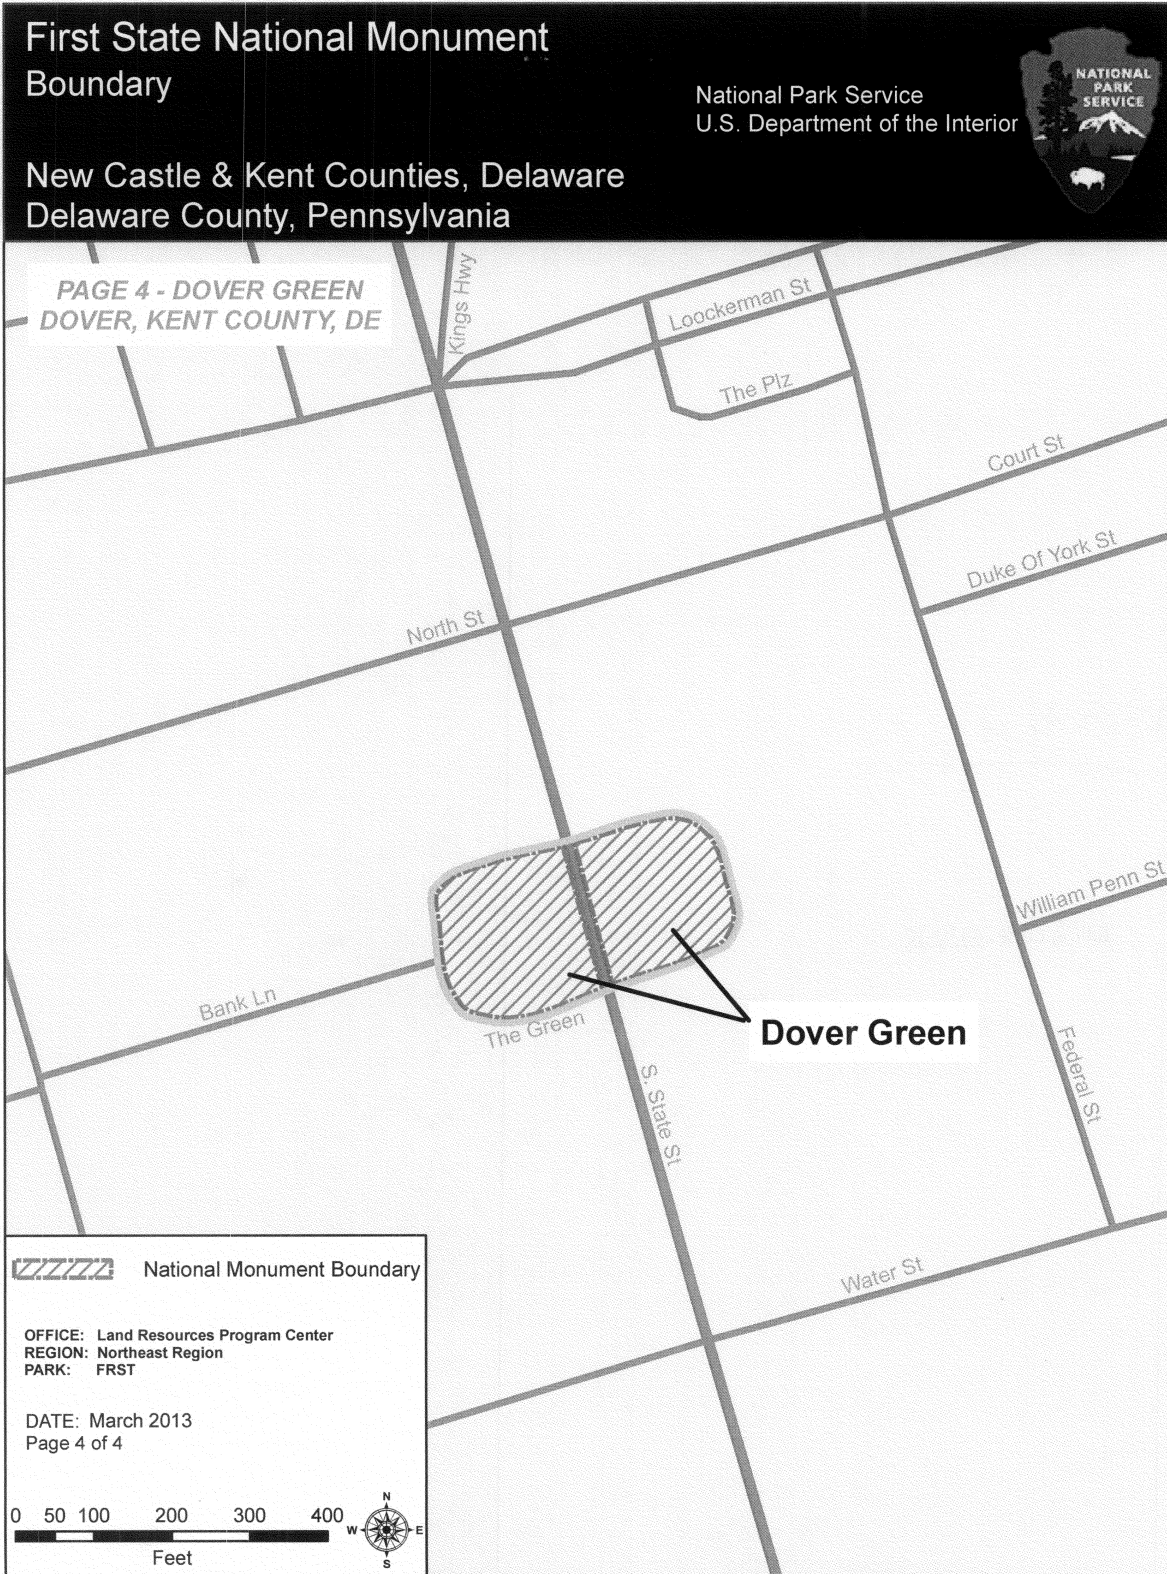 First State National Monument
Boundary
National Park Service
U.S. Department of the Interior
NATIONAL
PARK
SERVICE
New Castle & Kent Counties, Delaware
Delaware County, Pennsylvania
PAGE 4 - DOVER GREEN
DOVER, KENT COUNTY, DE
Kings Hwy
Loockerman St
The Plz
Court St
Duke Of York St
North St
William Penn St
Bank Ln
The Green
Dover Green
S. State St
Federal St
Water St
National Monument Boundary
OFFICE: Land Resources Program Center
REGION: Northeast Region
PARK: FRST
DATE: March 2013
Page 4 of 4
0 50 100 200 300 400
Feet
N
W E
S